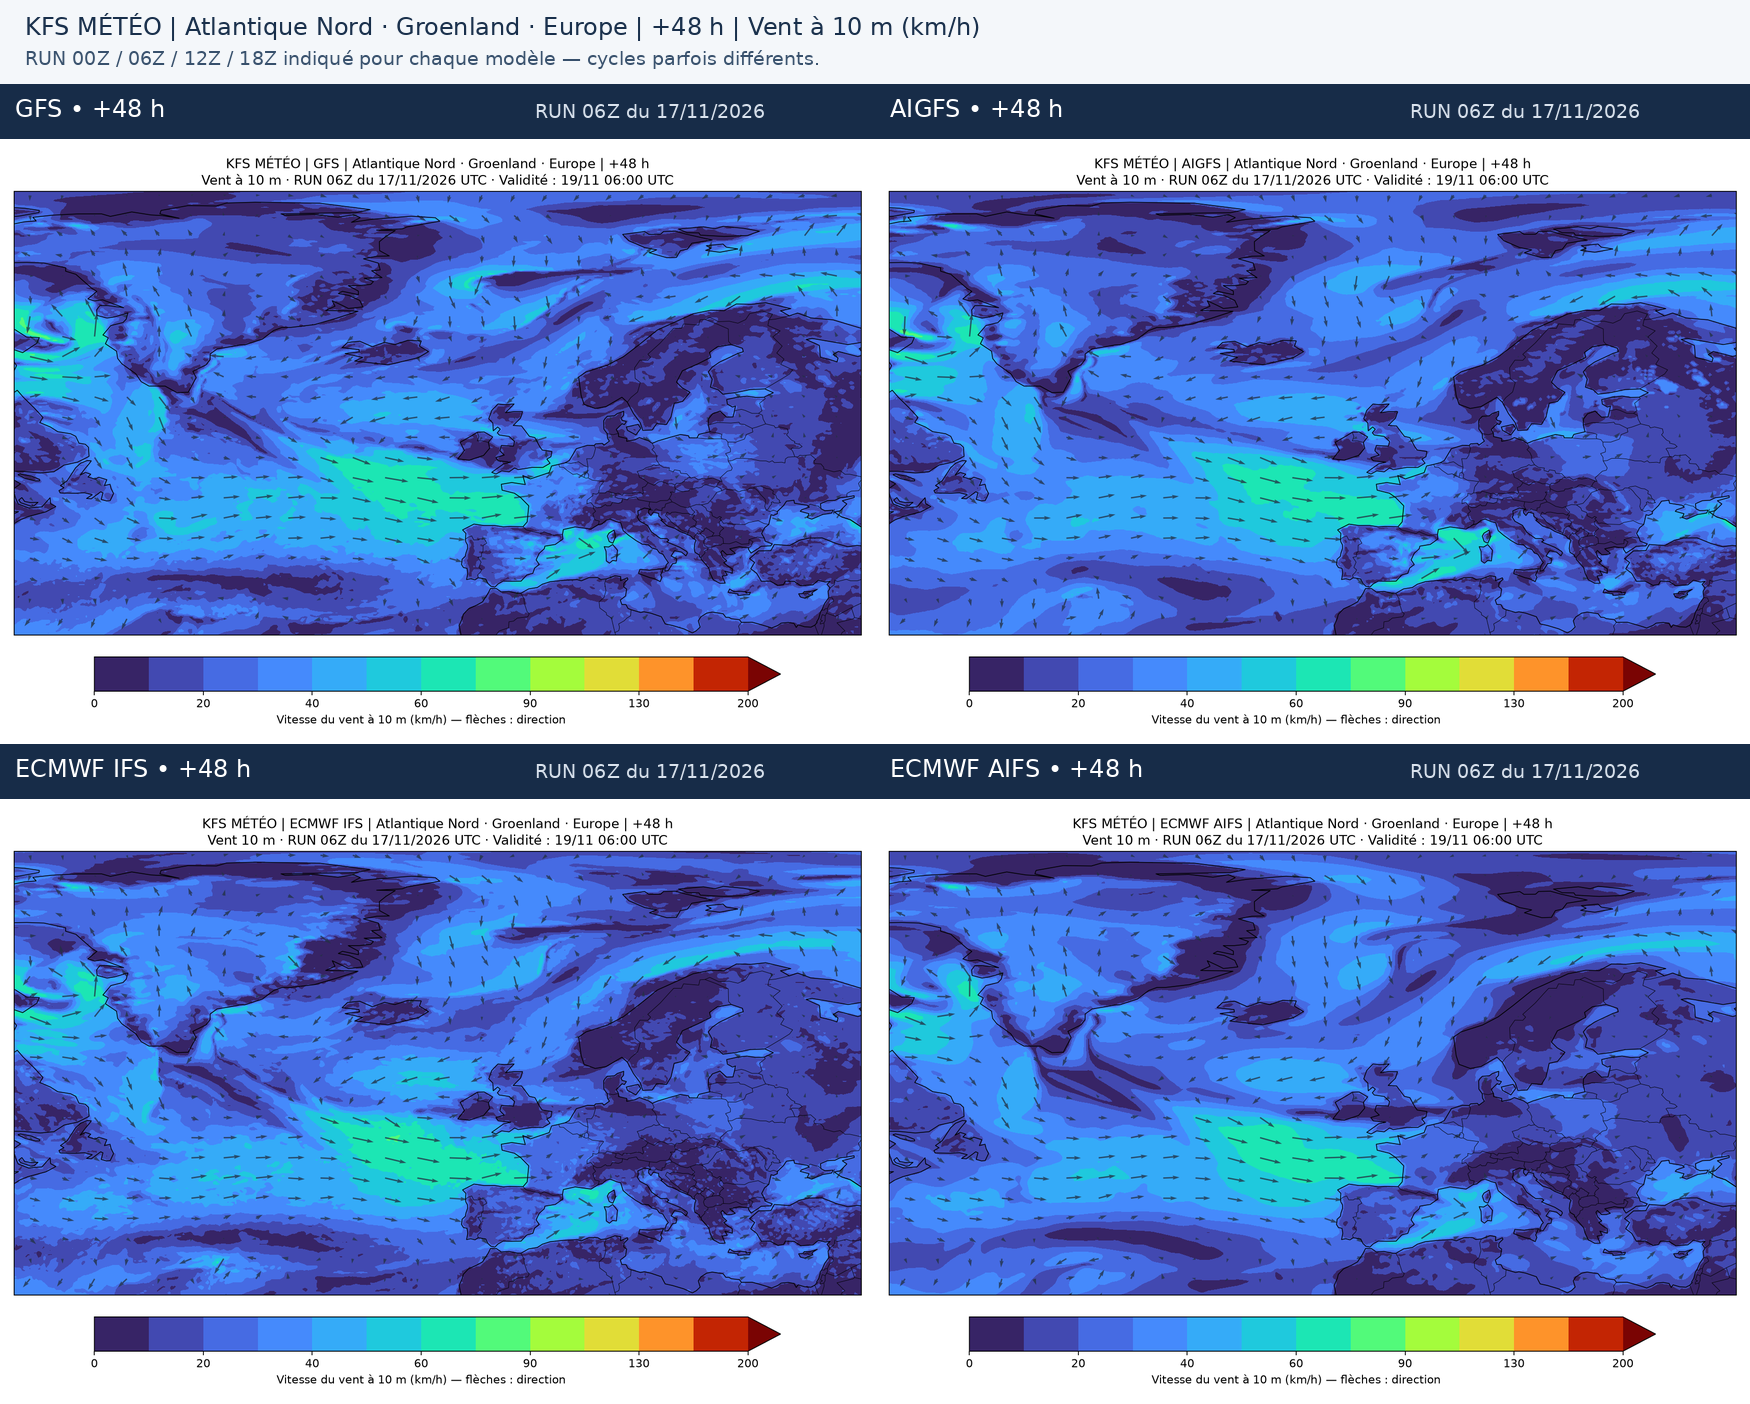 KFS MÉTÉO | Atlantique Nord · Groenland · Europe | +48 h | Vent à 10 m (km/h)
RUN 00Z / 06Z / 12Z / 18Z indiqué pour chaque modèle — cycles parfois différents.
GFS • +48 h
RUN 06Z du 17/11/2026
KFS MÉTÉO | GFS | Atlantique Nord · Groenland · Europe | +48 h
Vent à 10 m · RUN 06Z du 17/11/2026 UTC · Validité : 19/11 06:00 UTC
0 20 40 60 90 130 200
Vitesse du vent à 10 m (km/h) — flèches : direction
AIGFS • +48 h
RUN 06Z du 17/11/2026
KFS MÉTÉO | AIGFS | Atlantique Nord · Groenland · Europe | +48 h
Vent à 10 m · RUN 06Z du 17/11/2026 UTC · Validité : 19/11 06:00 UTC
0 20 40 60 90 130 200
Vitesse du vent à 10 m (km/h) — flèches : direction
ECMWF IFS • +48 h
RUN 06Z du 17/11/2026
KFS MÉTÉO | ECMWF IFS | Atlantique Nord · Groenland · Europe | +48 h
Vent 10 m · RUN 06Z du 17/11/2026 UTC · Validité : 19/11 06:00 UTC
0 20 40 60 90 130 200
Vitesse du vent à 10 m (km/h) — flèches : direction
ECMWF AIFS • +48 h
RUN 06Z du 17/11/2026
KFS MÉTÉO | ECMWF AIFS | Atlantique Nord · Groenland · Europe | +48 h
Vent 10 m · RUN 06Z du 17/11/2026 UTC · Validité : 19/11 06:00 UTC
0 20 40 60 90 130 200
Vitesse du vent à 10 m (km/h) — flèches : direction